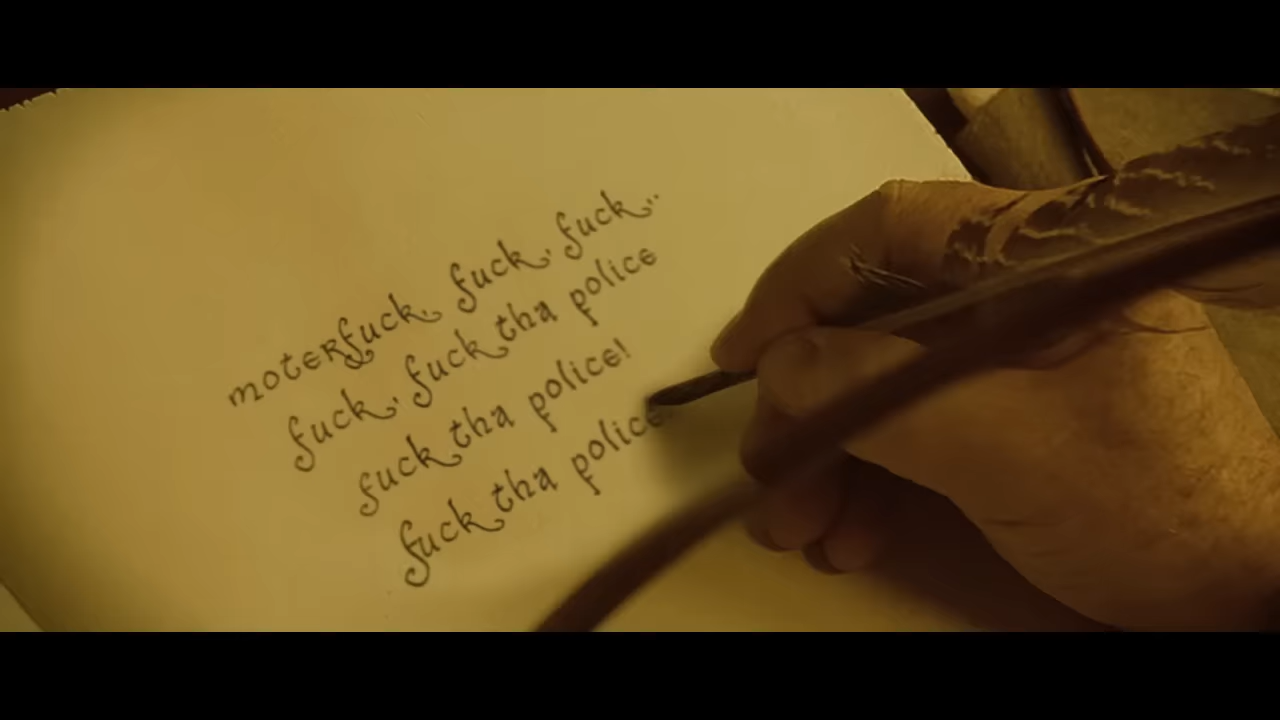 moterfuck, fuck, fuck...
fuck, fuck tha police
fuck tha police!
fuck tha police